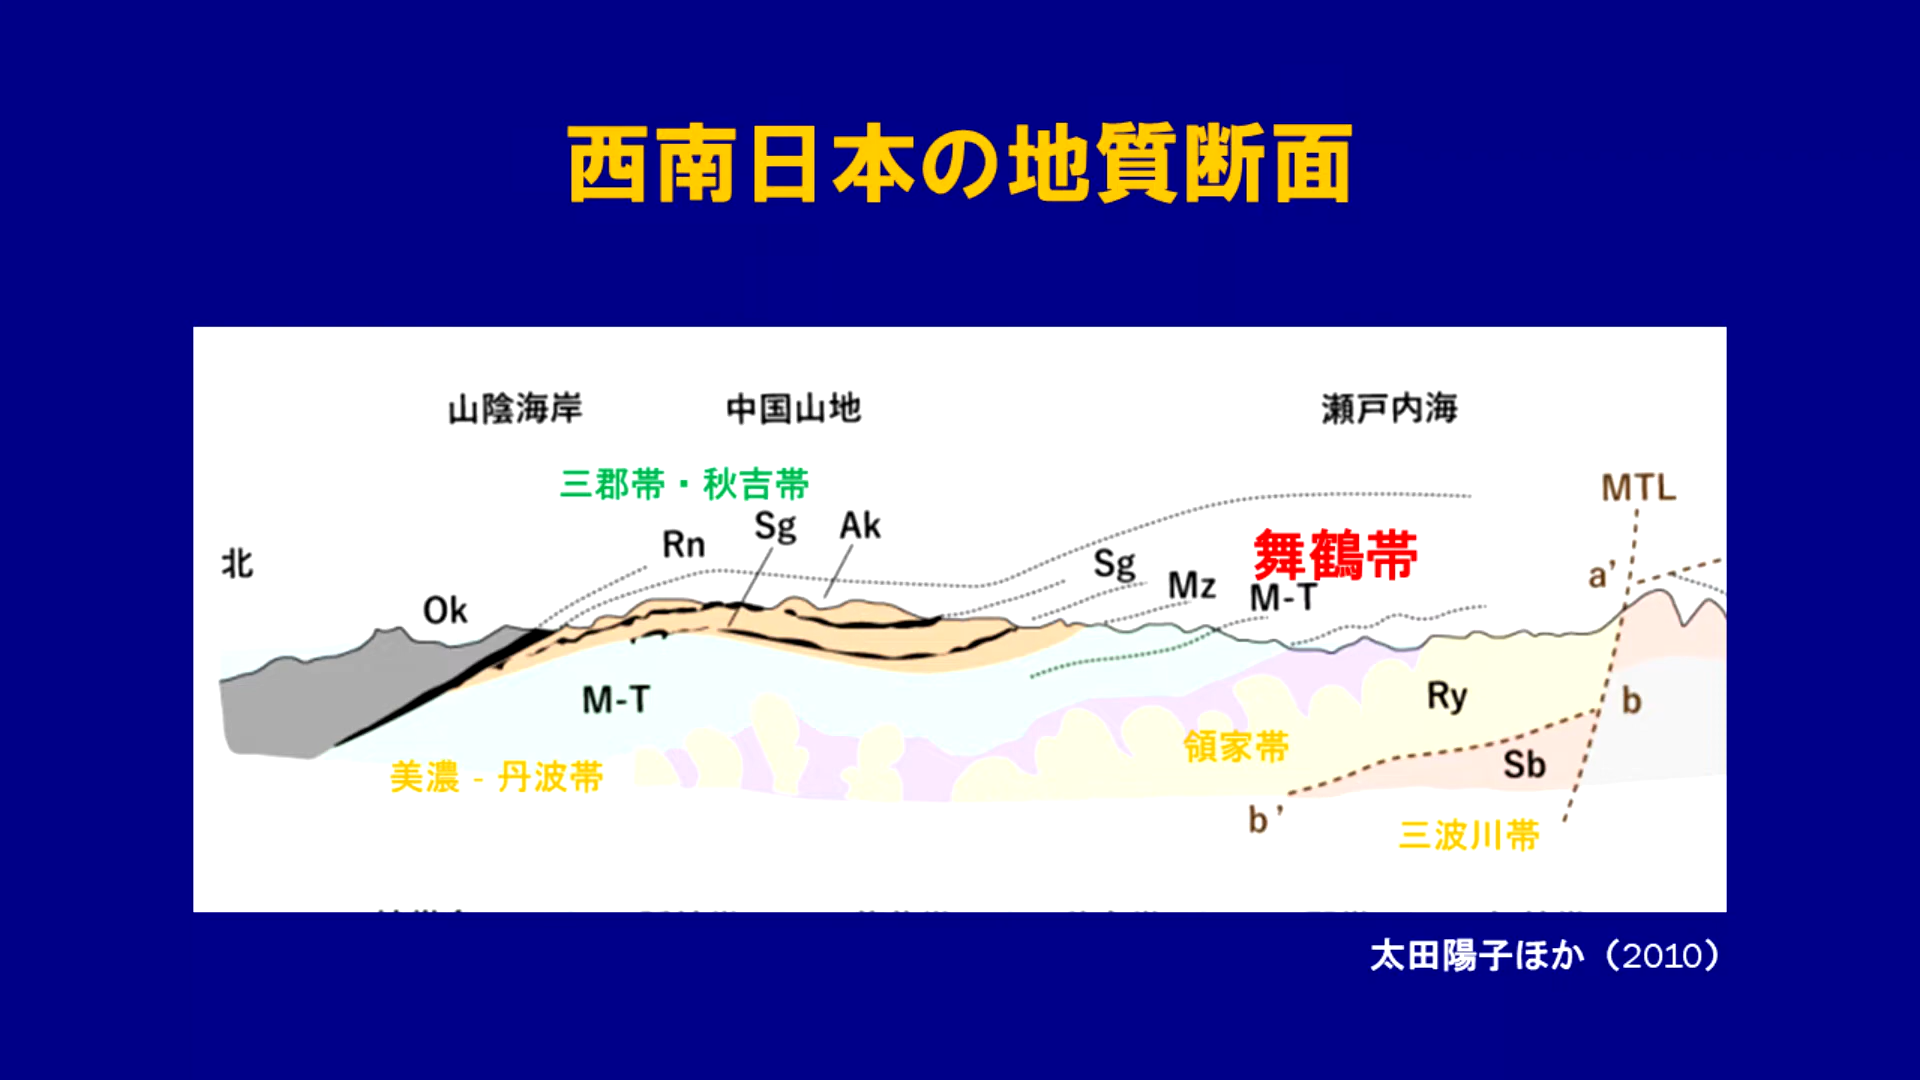 西南日本の地質断面
山陰海岸
中国山地
瀬戸内海
三郡帯・秋吉帯
MTL
Rn
Sg
Ak
舞鶴帯
北
Sg
Mz
M-T
a’
Ok
M-T
Ry
b
領家帯
美濃 - 丹波帯
Sb
b’
三波川帯
太田陽子ほか（2010）